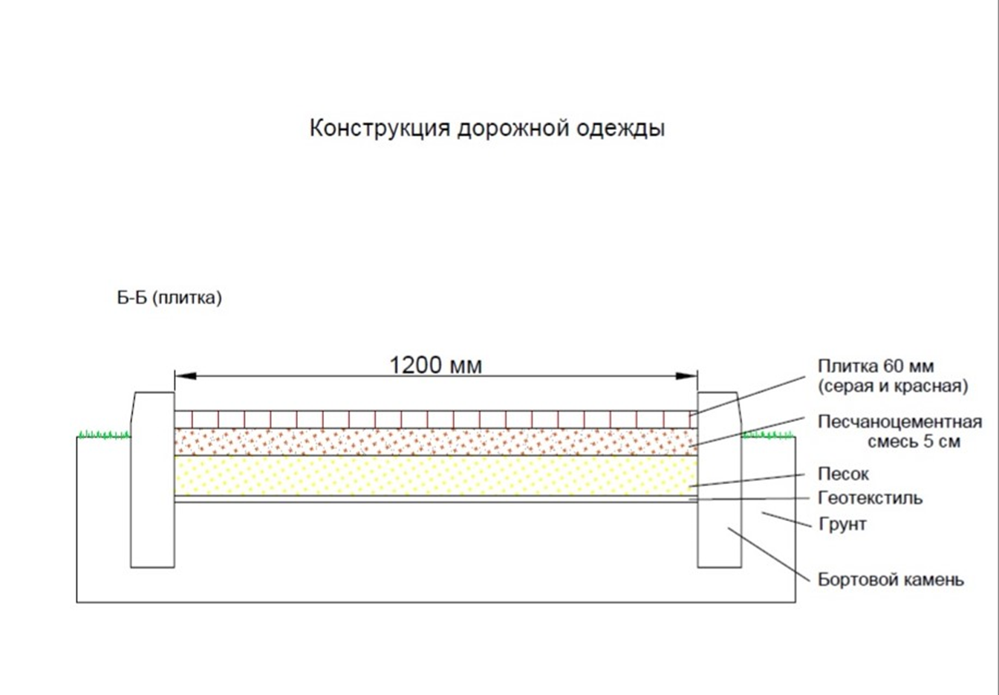 Конструкция дорожной одежды
Б-Б (плитка)
1200 мм
Плитка 60 мм
(серая и красная)
Песчаноцементная
смесь 5 см
Песок
Геотекстиль
Грунт
Бортовой камень